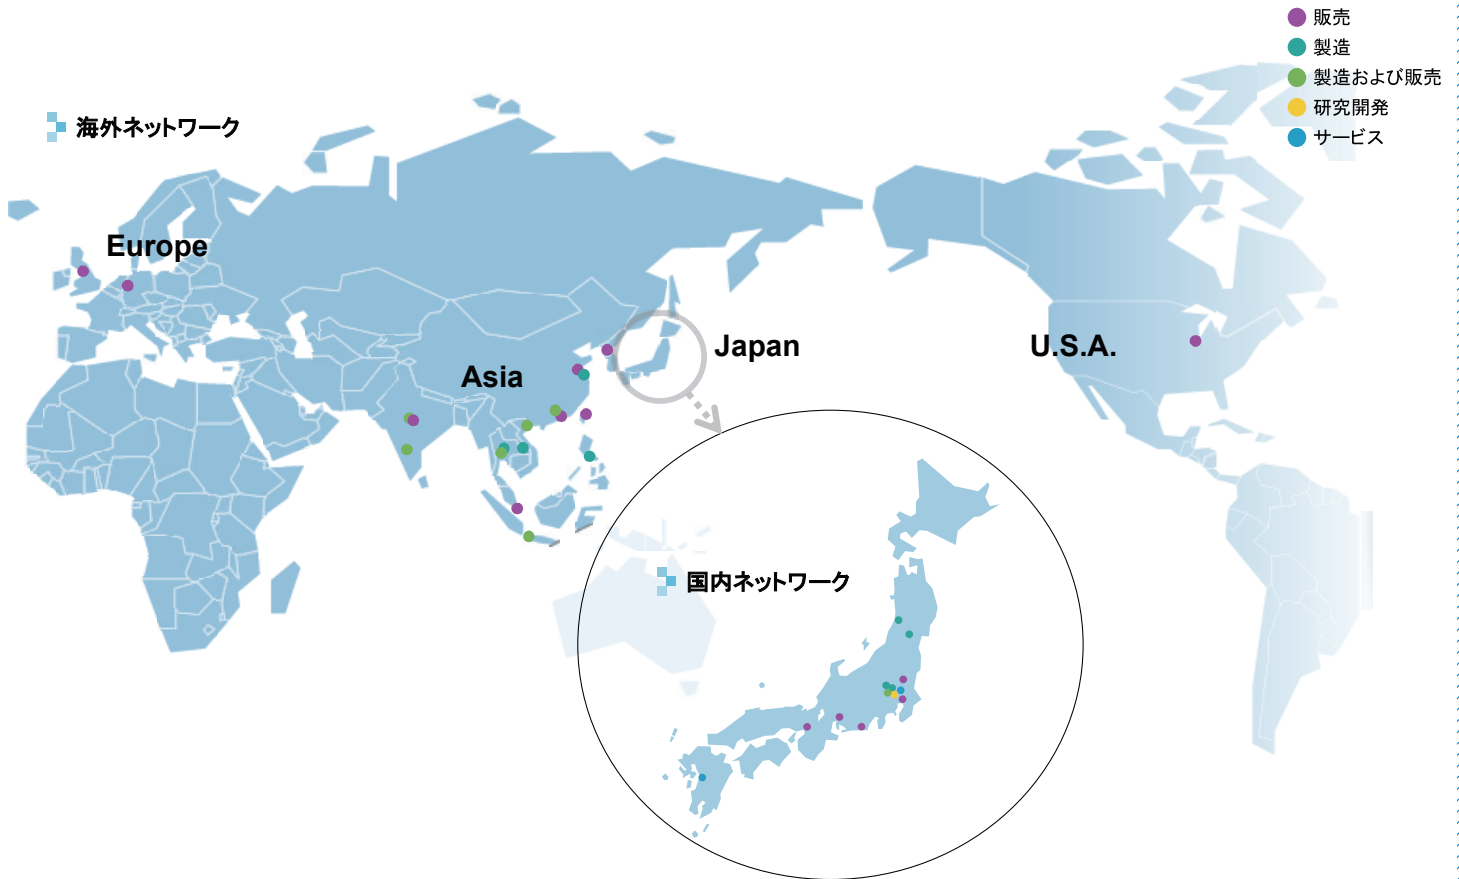 販売
製造
製造および販売
研究開発
サービス
海外ネットワーク
Europe
Asia
Japan
U.S.A.
国内ネットワーク